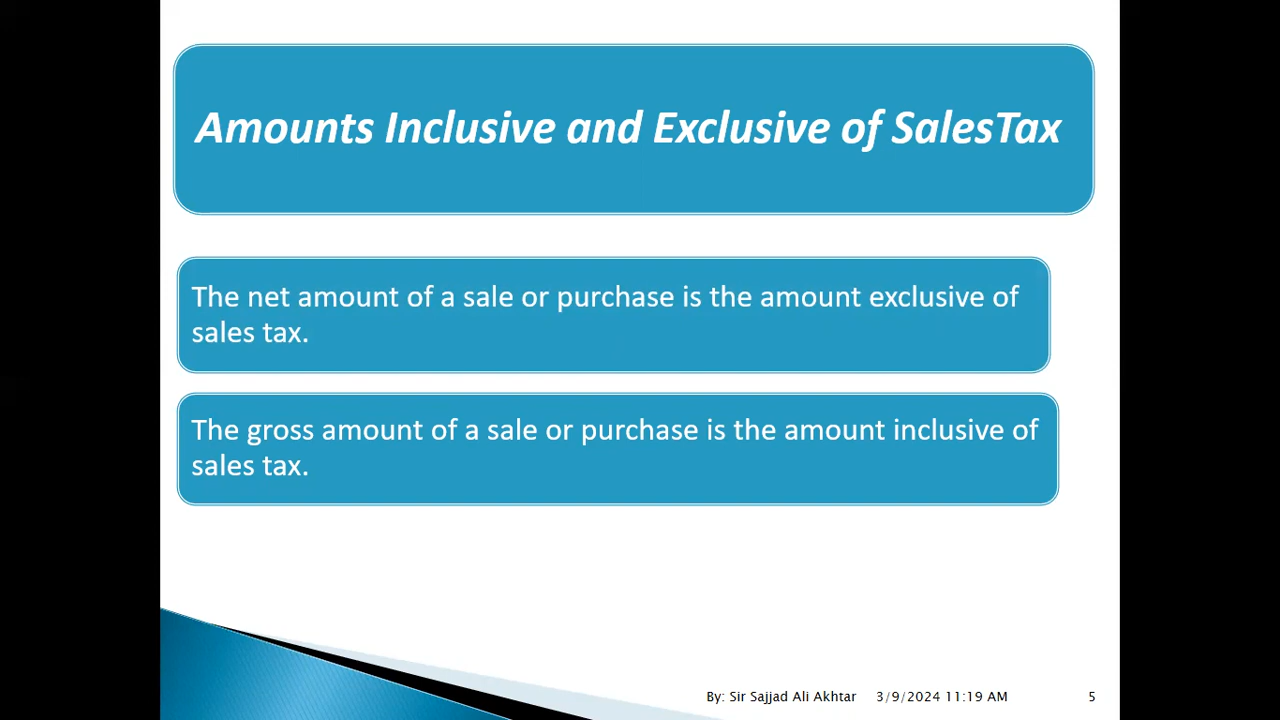 Amounts Inclusive and Exclusive of SalesTax
The net amount of a sale or purchase is the amount exclusive of
sales tax.
The gross amount of a sale or purchase is the amount inclusive of
sales tax.
By: Sir Sajjad Ali Akhtar 3/9/2024 11:19 AM 5